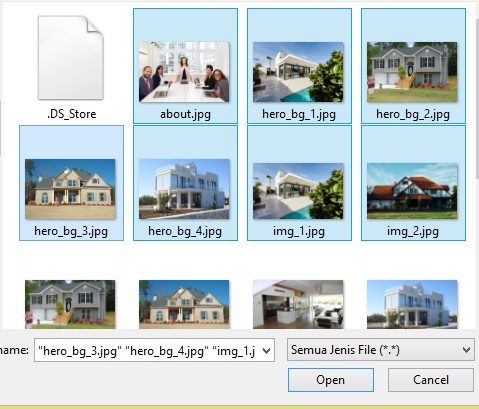 .DS_Store
about.jpg
hero_bg_1.jpg
hero_bg_2.jpg
hero_bg_3.jpg
hero_bg_4.jpg
img_1.jpg
img_2.jpg
name:
"hero_bg_3.jpg" "hero_bg_4.jpg" "img_1.j
Semua Jenis File (*.*)
Open
Cancel